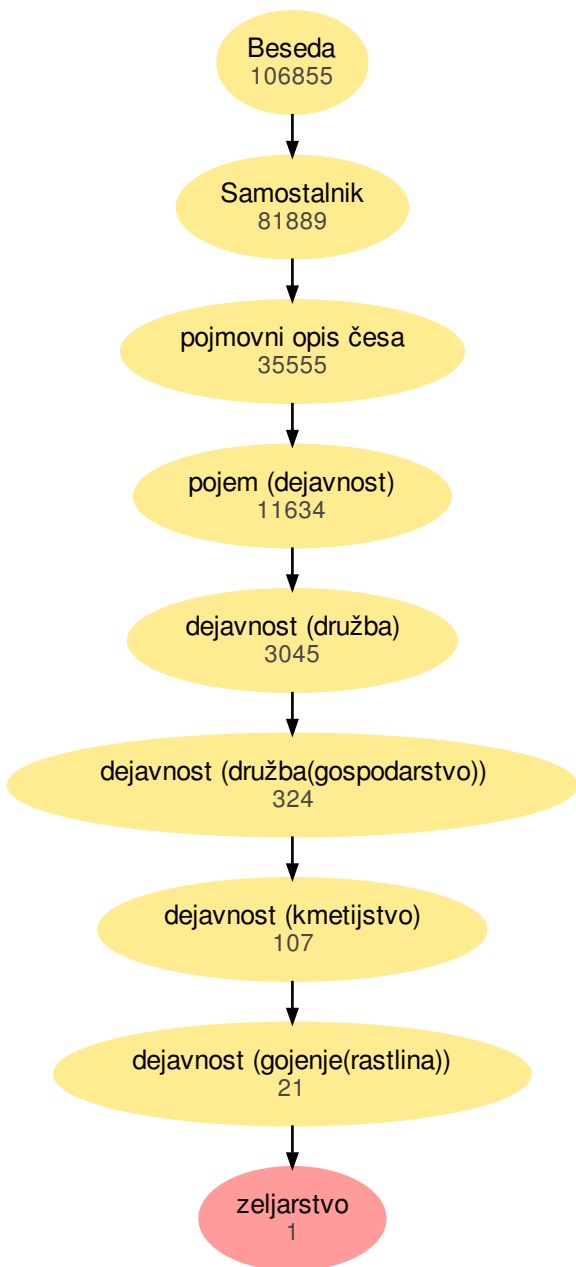 Beseda
106855
Samostalnik
81889
pojmovni opis česa
35555
pojem (dejavnost)
11634
dejavnost (družba)
3045
dejavnost (družba(gospodarstvo))
324
dejavnost (kmetijstvo)
107
dejavnost (gojenje(rastlina))
21
zeljarstvo
1